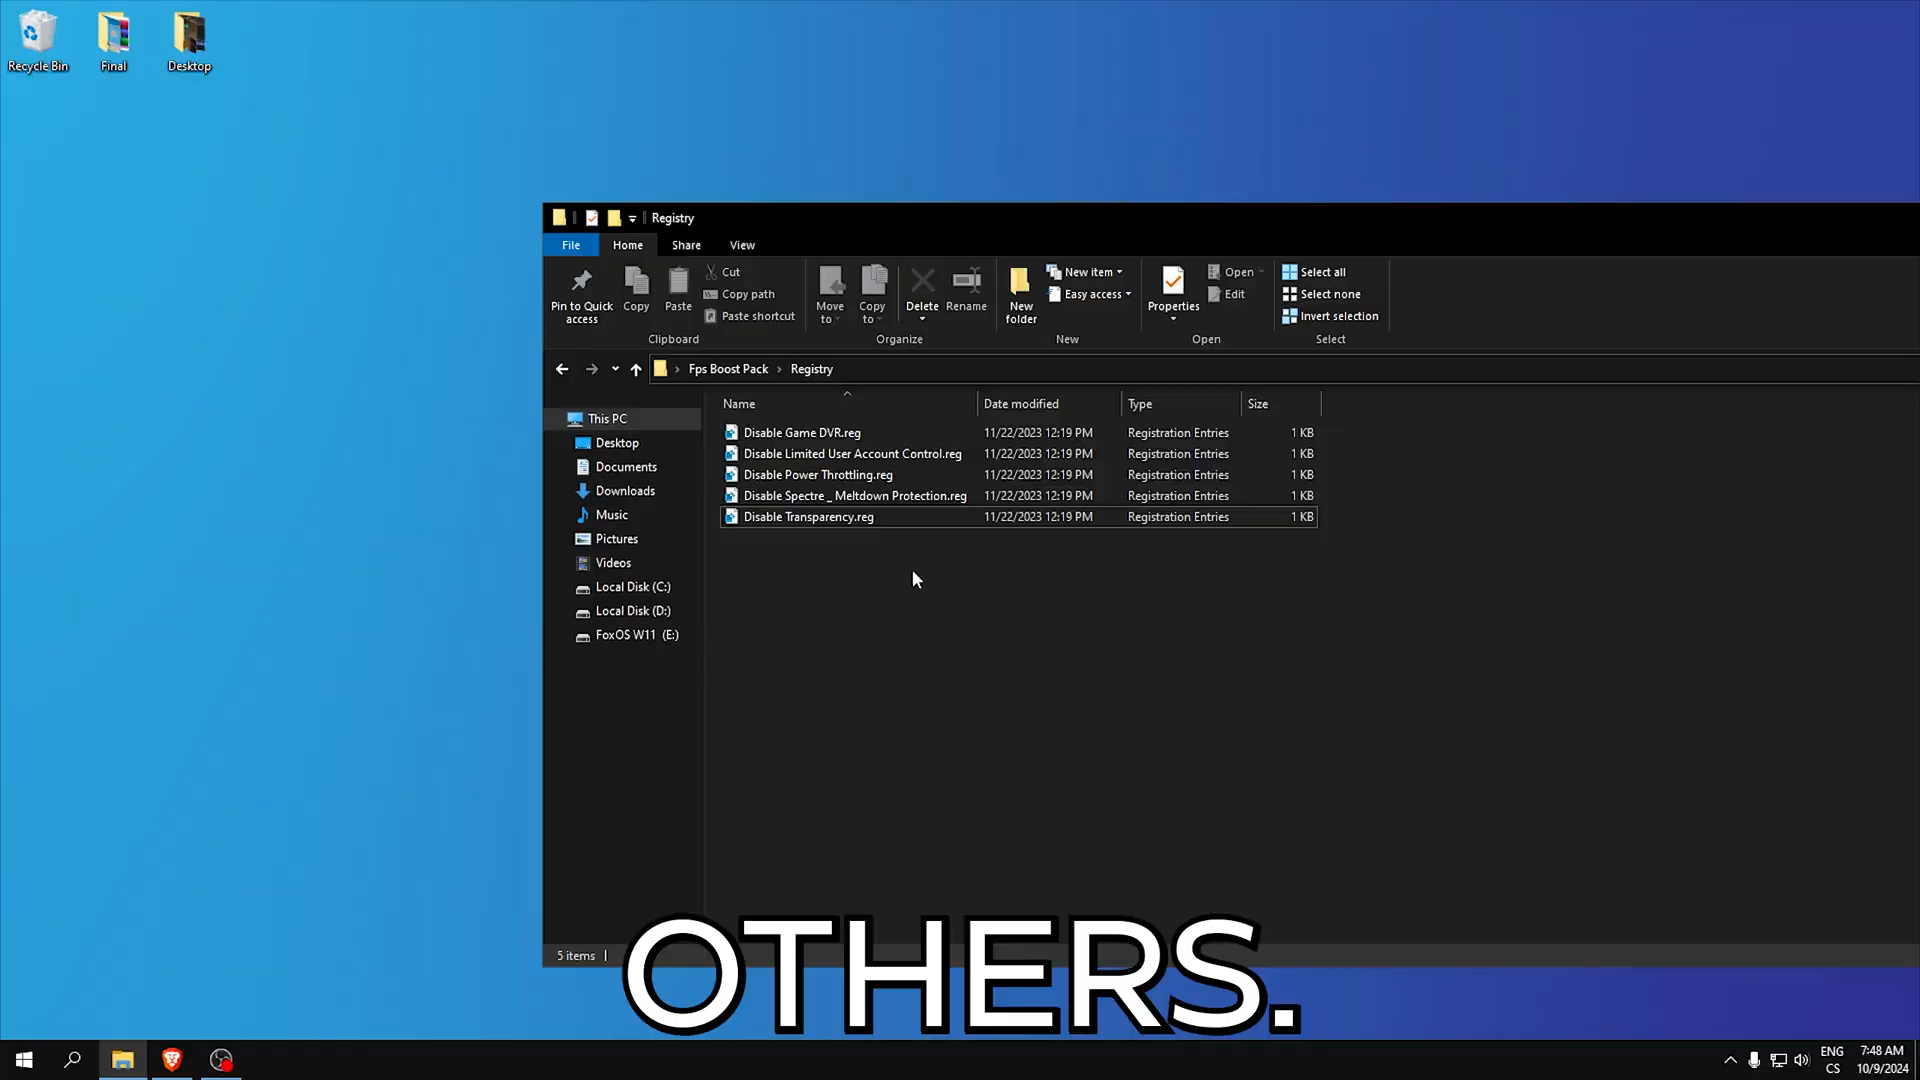 Recycle Bin
Final
Desktop
Registry
File
Home
Share
View
Pin to Quick access
Copy
Paste
Cut
Copy path
Paste shortcut
Clipboard
Move to
Copy to
Delete
Rename
Organize
New folder
New item
Easy access
New
Properties
Open
Edit
Open
Select all
Select none
Invert selection
Select
Fps Boost Pack
Registry
This PC
Desktop
Documents
Downloads
Music
Pictures
Videos
Local Disk (C:)
Local Disk (D:)
FoxOS W11 (E:)
Name Date modified Type Size
Disable Game DVR.reg 11/22/2023 12:19 PM Registration Entries 1 KB
Disable Limited User Account Control.reg 11/22/2023 12:19 PM Registration Entries 1 KB
Disable Power Throttling.reg 11/22/2023 12:19 PM Registration Entries 1 KB
Disable Spectre _ Meltdown Protection.reg 11/22/2023 12:19 PM Registration Entries 1 KB
Disable Transparency.reg 11/22/2023 12:19 PM Registration Entries 1 KB
5 items
OTHERS.
ENG
CS
7:48 AM
10/9/2024